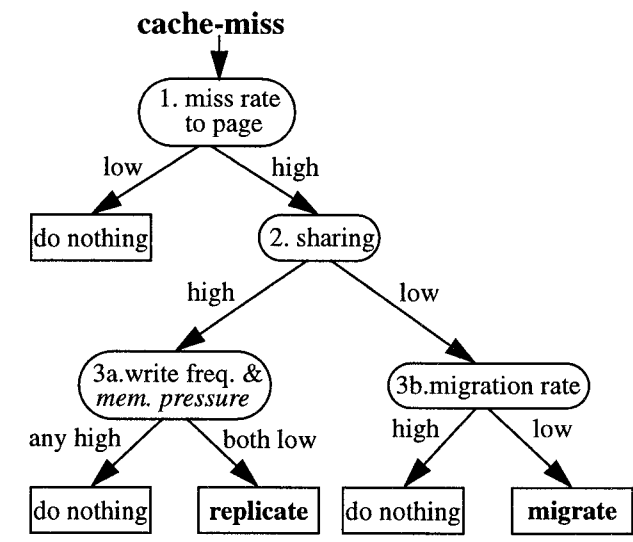 cache-miss
1. miss rate
to page
low
high
do nothing
2. sharing
high
low
3a.write freq. &
mem. pressure
3b.migration rate
any high
both low
high
low
do nothing
replicate
do nothing
migrate